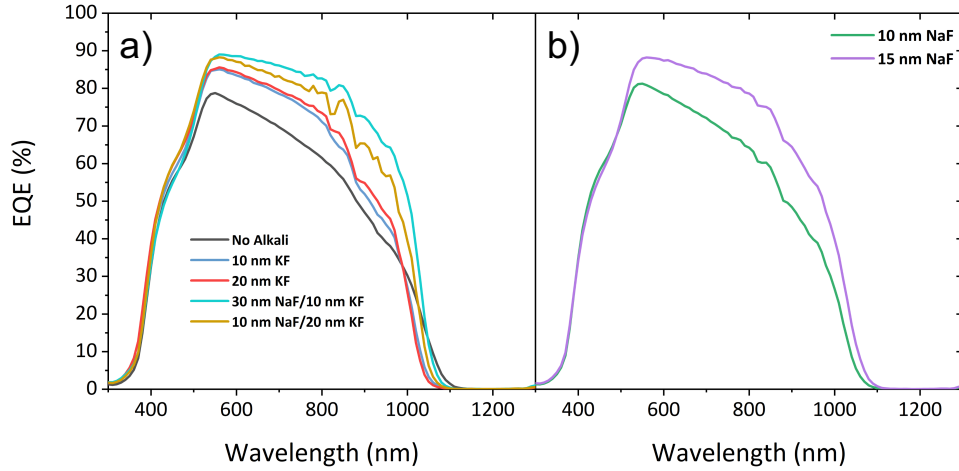 a)
b)
EQE (%)
100
90
80
70
60
50
40
30
20
10
0
No Alkali
10 nm KF
20 nm KF
30 nm NaF/10 nm KF
10 nm NaF/20 nm KF
10 nm NaF
15 nm NaF
400 600 800 1000 1200
400 600 800 1000 1200
Wavelength (nm)
Wavelength (nm)